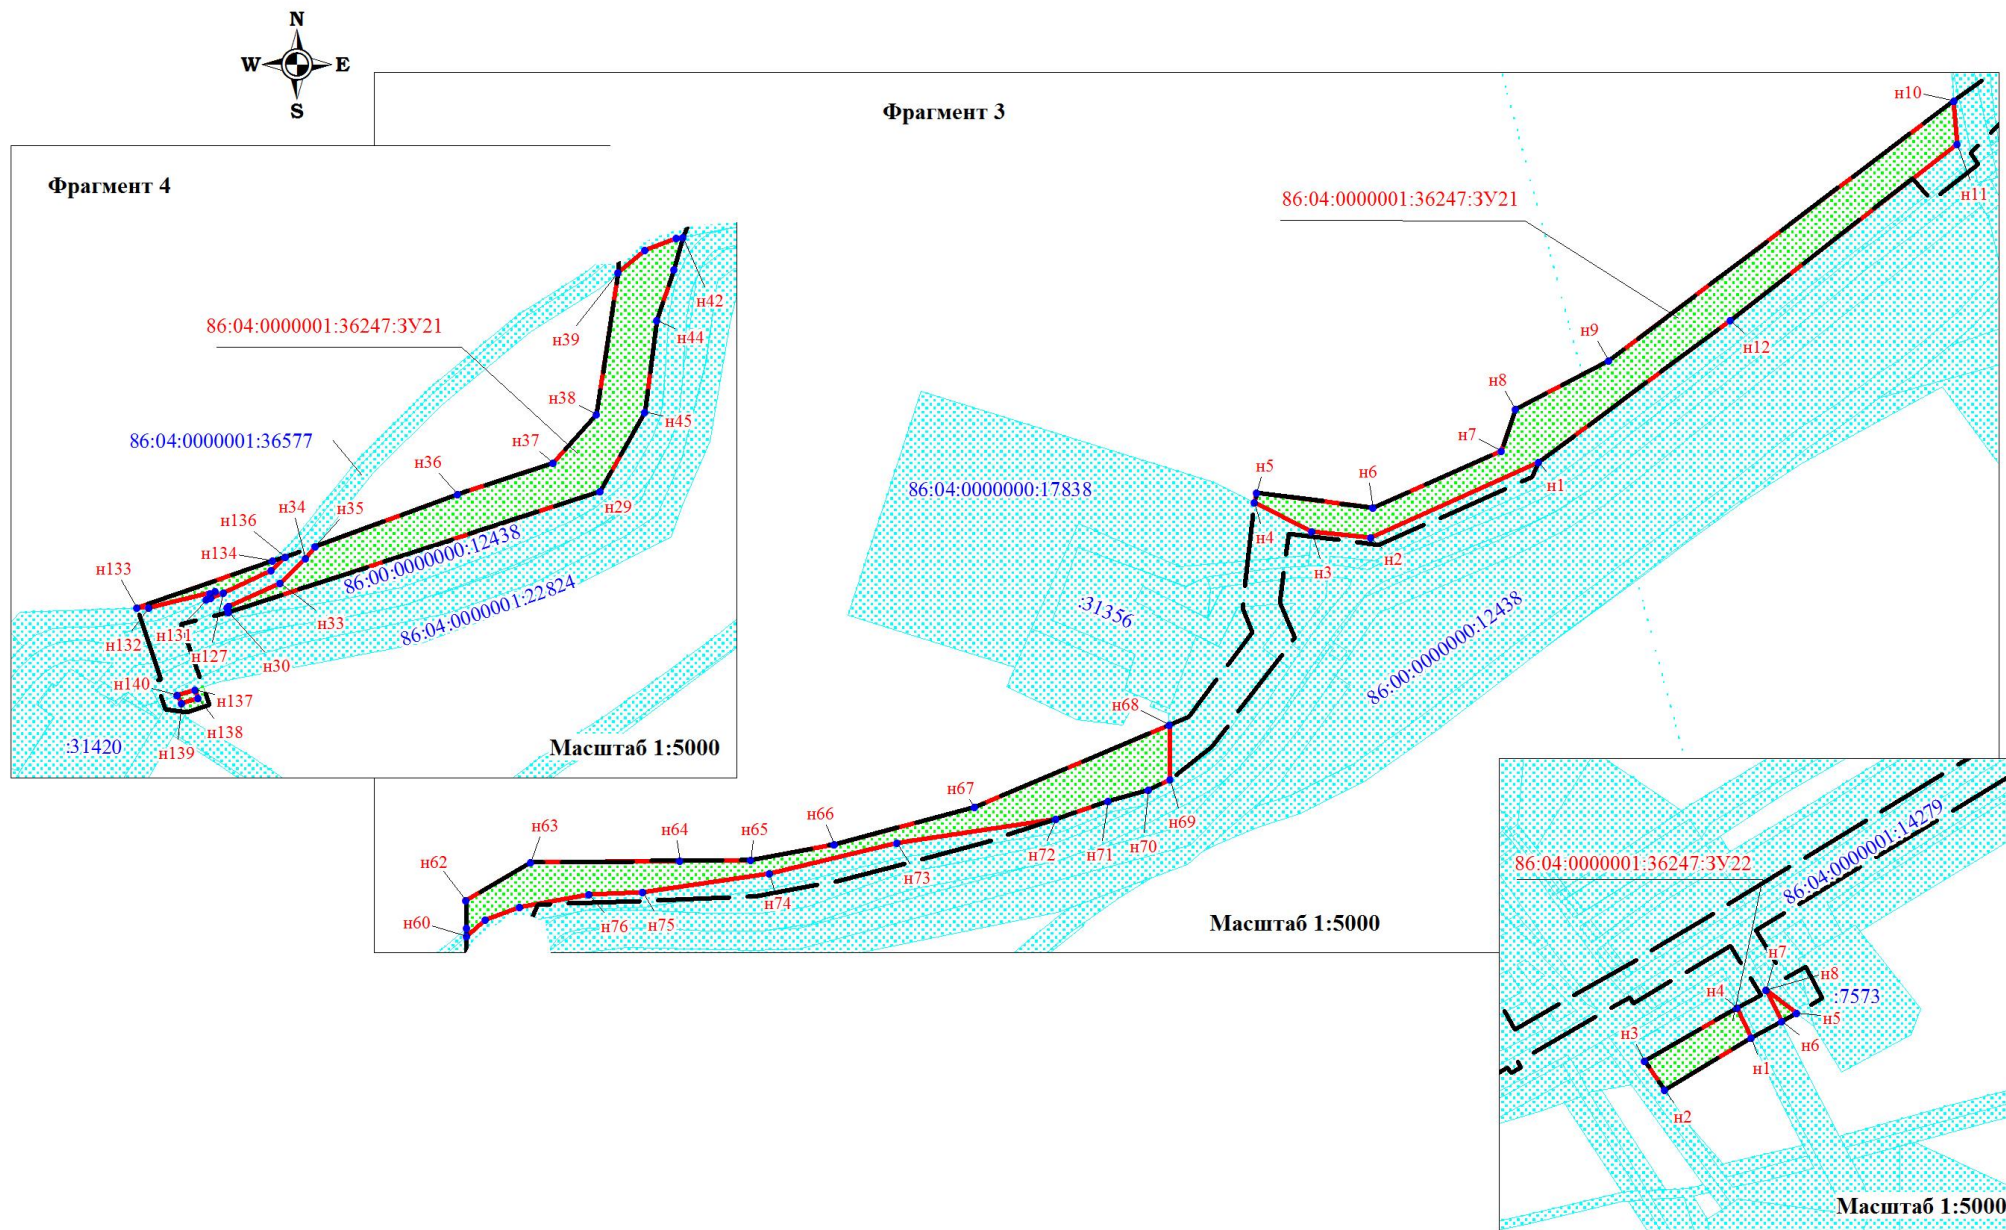 N
W E
S
Фрагмент 3
н10
н11
86:04:0000001:36247:ЗУ21
н9
н12
н8
н7
н1
н5
н6
86:04:0000000:17838
н4
н3
н2
:31356
86:00:0000000:12438
н68
н67
н69
н70
н71
н72
н66
н65
н64
н63
н73
н74
н62
н60
н76
н75
Масштаб 1:5000
Фрагмент 4
86:04:0000001:36247:ЗУ21
н42
н39
н44
н38
н45
86:04:0000001:36577
н37
н36
н29
н34
н35
н136
н134
86:00:0000000:12438
н133
н33
86:04:0000001:22824
н132
н131
н127
н30
н140
н137
н138
н139
:31420
Масштаб 1:5000
86:04:0000001:14279
86:04:0000001:36247:ЗУ22
н7
н8
н4
:7573
н5
н3
н6
н1
н2
Масштаб 1:5000